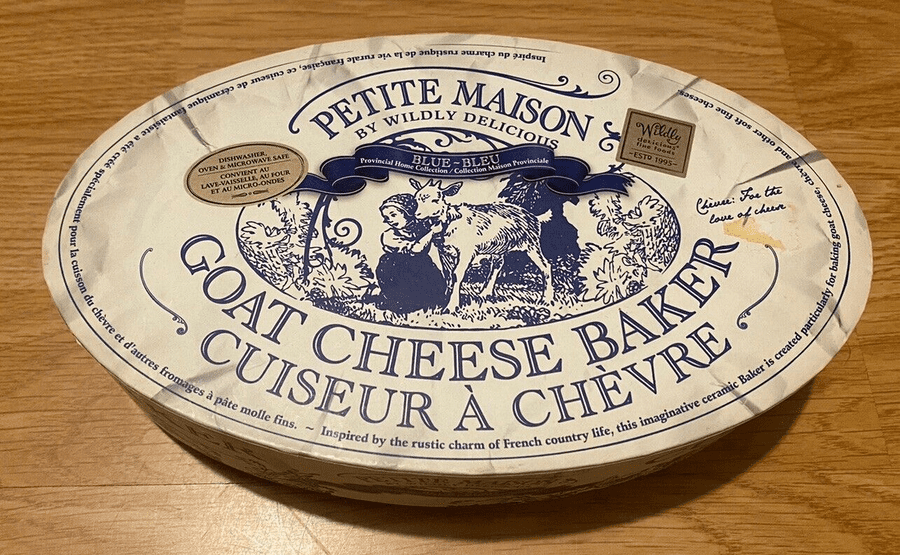 PETITE MAISON
BY WILDLY DELICIOUS
BLUE ~ BLEU
Provincial Home Collection / Collection Maison Provinciale
DISHWASHER,
OVEN & MICROWAVE SAFE
CONVIENT AU
LAVE-VAISSELLE, AU FOUR
ET AU MICRO-ONDES
Wildly
delicious
fine foods
ESTD 1995
Chèvre: For the
love of cheese
GOAT CHEESE BAKER
CUISEUR À CHÈVRE
Inspiré du charme rustique de la vie rurale française, ce cuiseur de céramique fantaisiste a été créé spécialement pour la cuisson du chèvre et d'autres fromages à pâte molle fins. ~ Inspired by the rustic charm of French country life, this imaginative ceramic Baker is created particularly for baking goat cheese, chèvre and other soft fine cheeses.